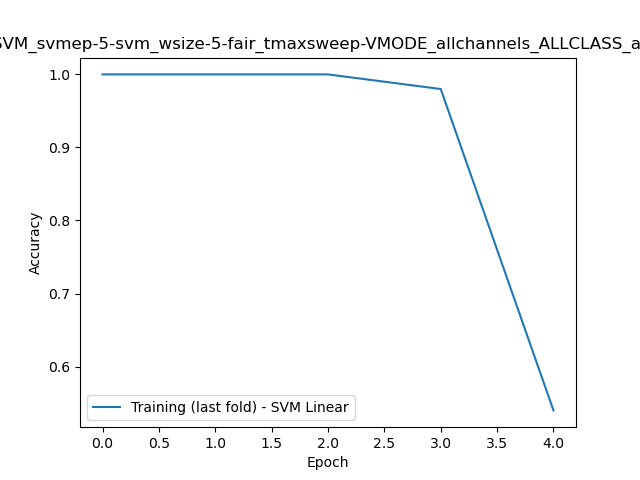 SVM_svmep-5-svm_wsize-5-fair_tmaxsweep-VMODE_allchannels_ALLCLASS_a
1.0
0.9
0.8
0.7
0.6
Accuracy
Training (last fold) - SVM Linear
0.0 0.5 1.0 1.5 2.0 2.5 3.0 3.5 4.0
Epoch